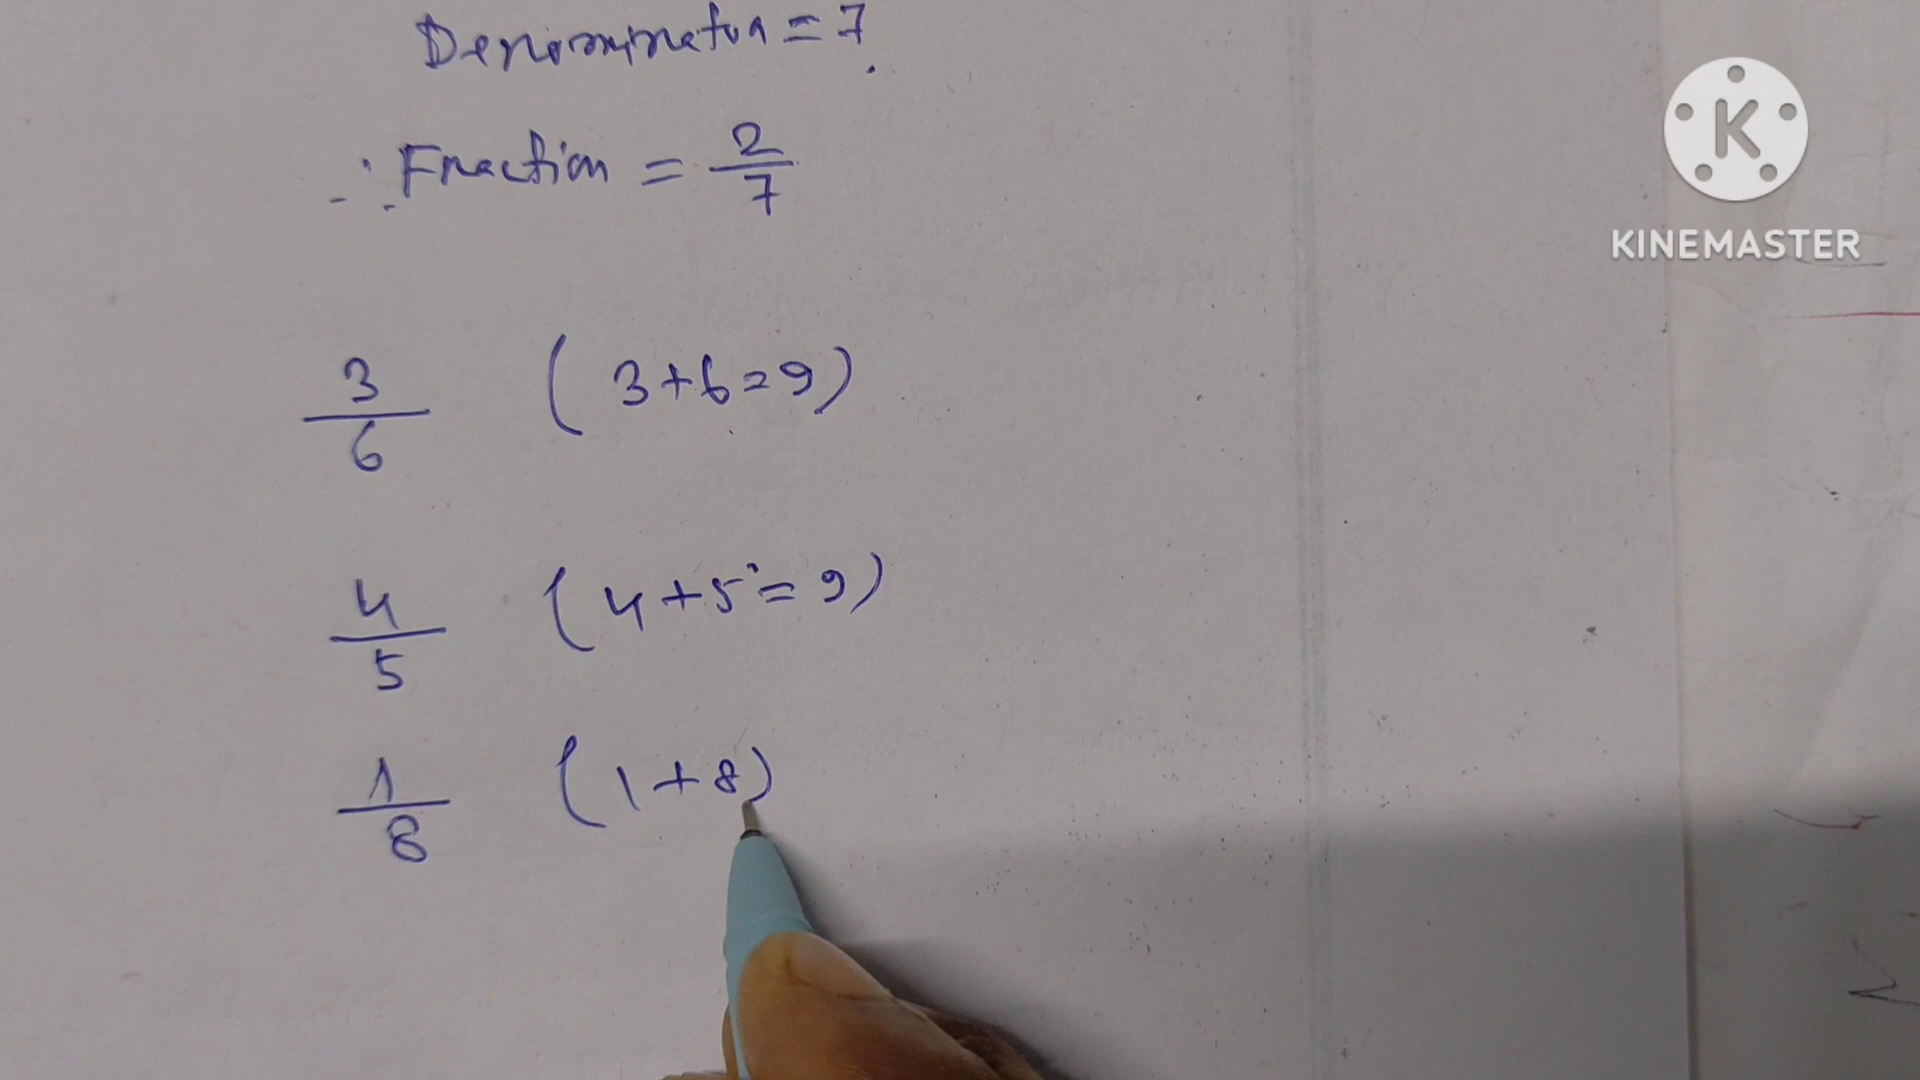 Denominator = 7.
∴ Fraction = 2/7
3/6 (3+6=9)
4/5 (4+5=9)
1/8 (1+8)
K
KINEMASTER